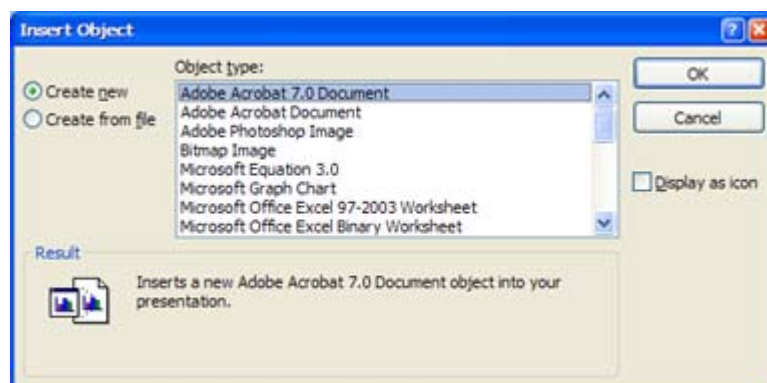 Insert Object
Object type:
Create new
Create from file
Adobe Acrobat 7.0 Document
Adobe Acrobat Document
Adobe Photoshop Image
Bitmap Image
Microsoft Equation 3.0
Microsoft Graph Chart
Microsoft Office Excel 97-2003 Worksheet
Microsoft Office Excel Binary Worksheet
OK
Cancel
Display as icon
Result
Inserts a new Adobe Acrobat 7.0 Document object into your
presentation.